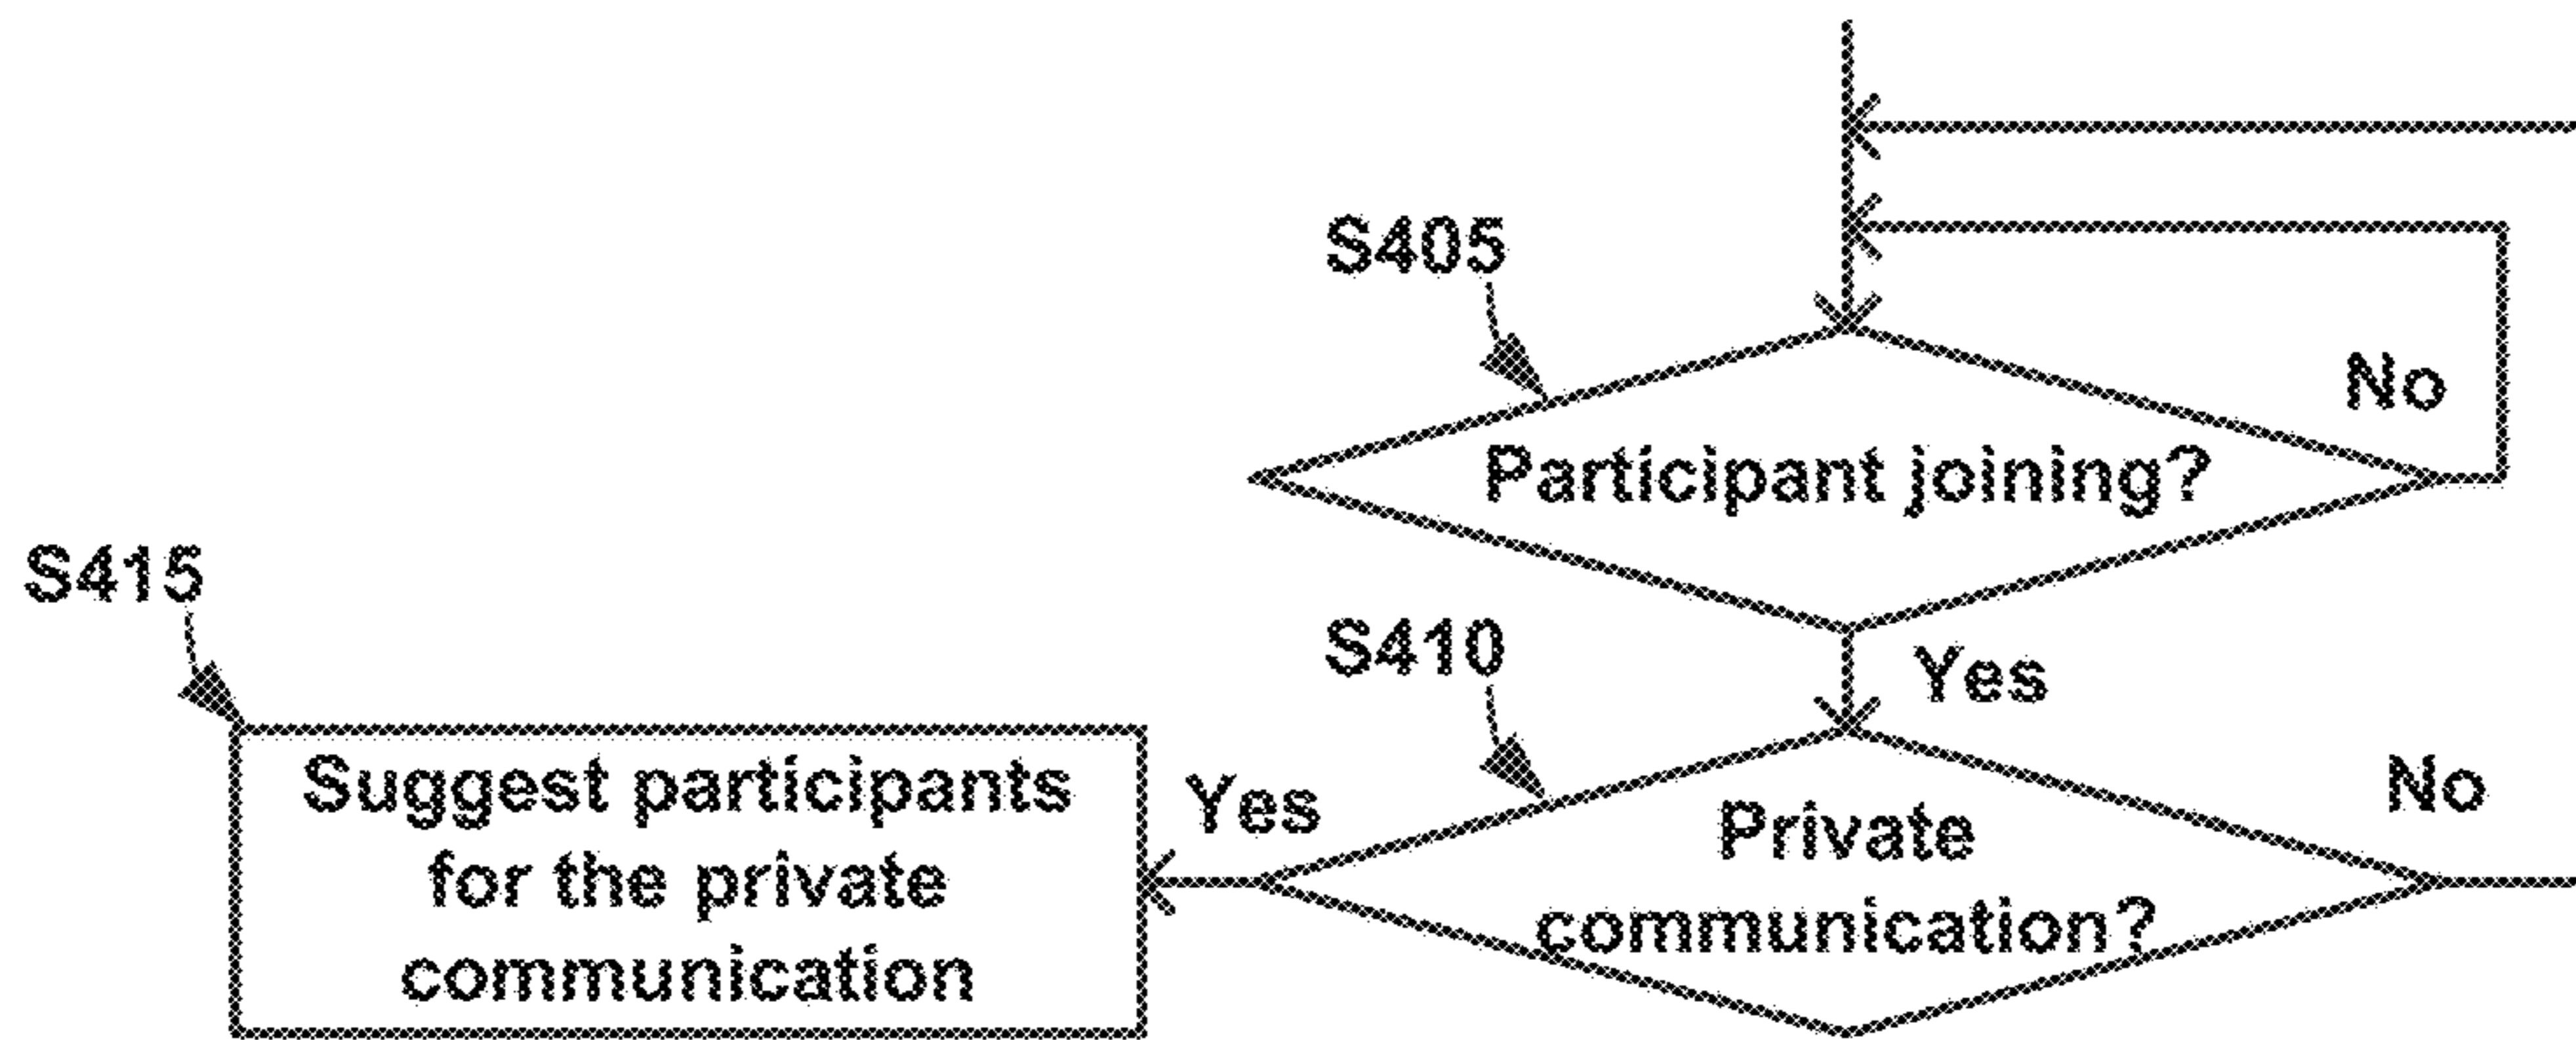 S405
No
Participant joining?
S415
S410
Yes
Suggest participants
for the private
communication
Yes
Private
communication?
No